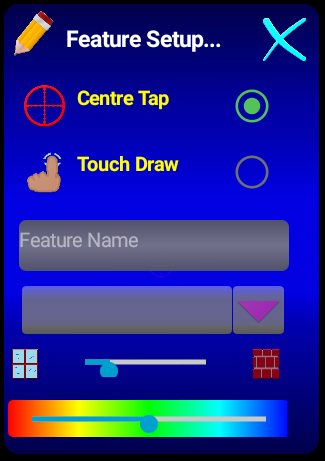 Feature Setup...
Centre Tap
Touch Draw
Feature Name